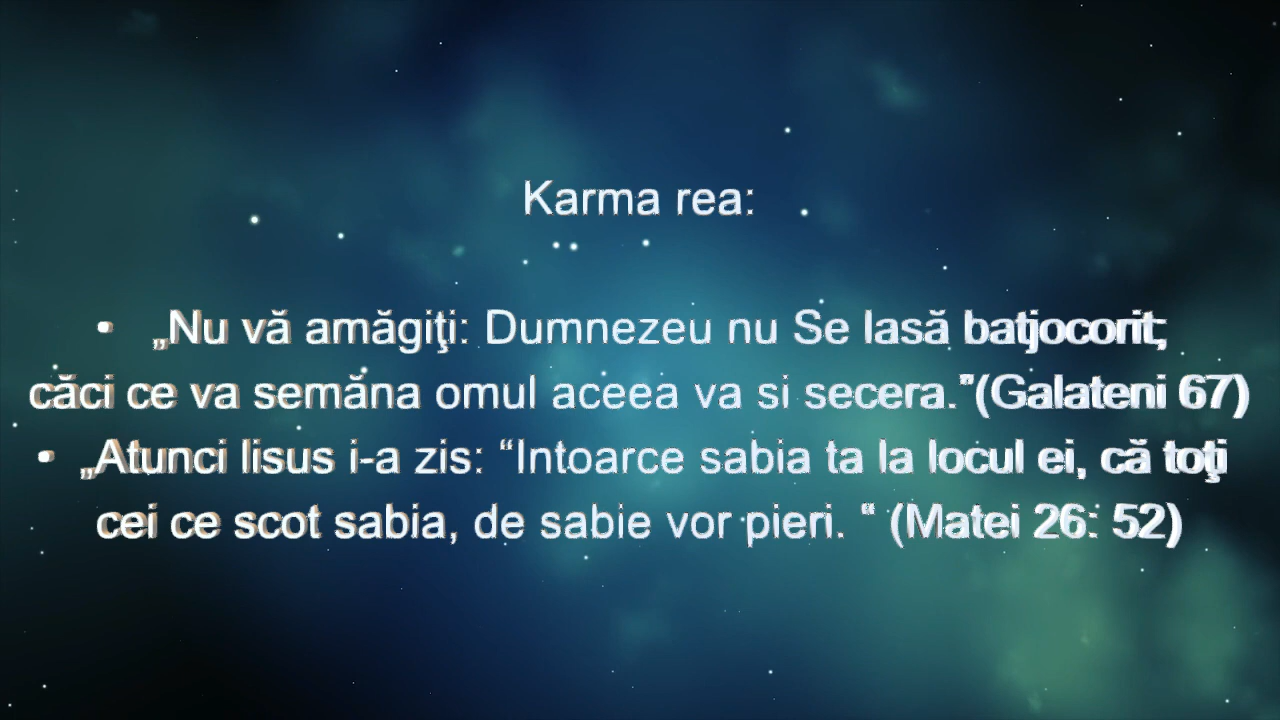 Karma rea:
• „Nu vă amăgiţi: Dumnezeu nu Se lasă batjocorit;
căci ce va semăna omul aceea va si secera.”(Galateni 67)
• „Atunci Iisus i-a zis: “Intoarce sabia ta la locul ei, că toţi
cei ce scot sabia, de sabie vor pieri. “ (Matei 26: 52)